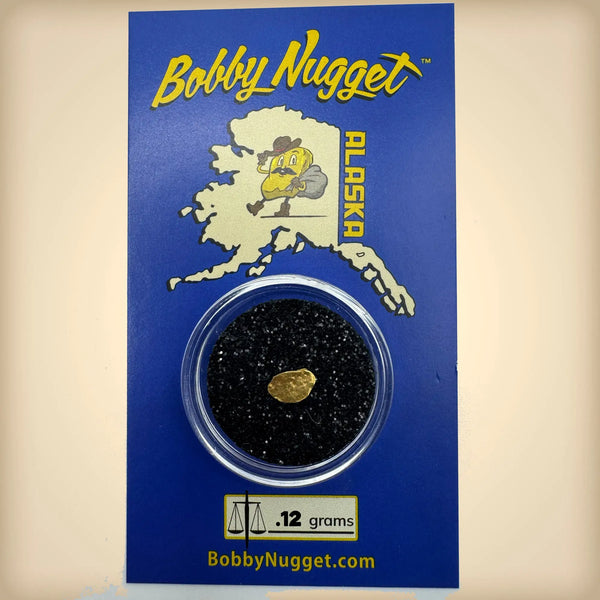 Bobby Nugget™
ALASKA
.12 grams
BobbyNugget.com